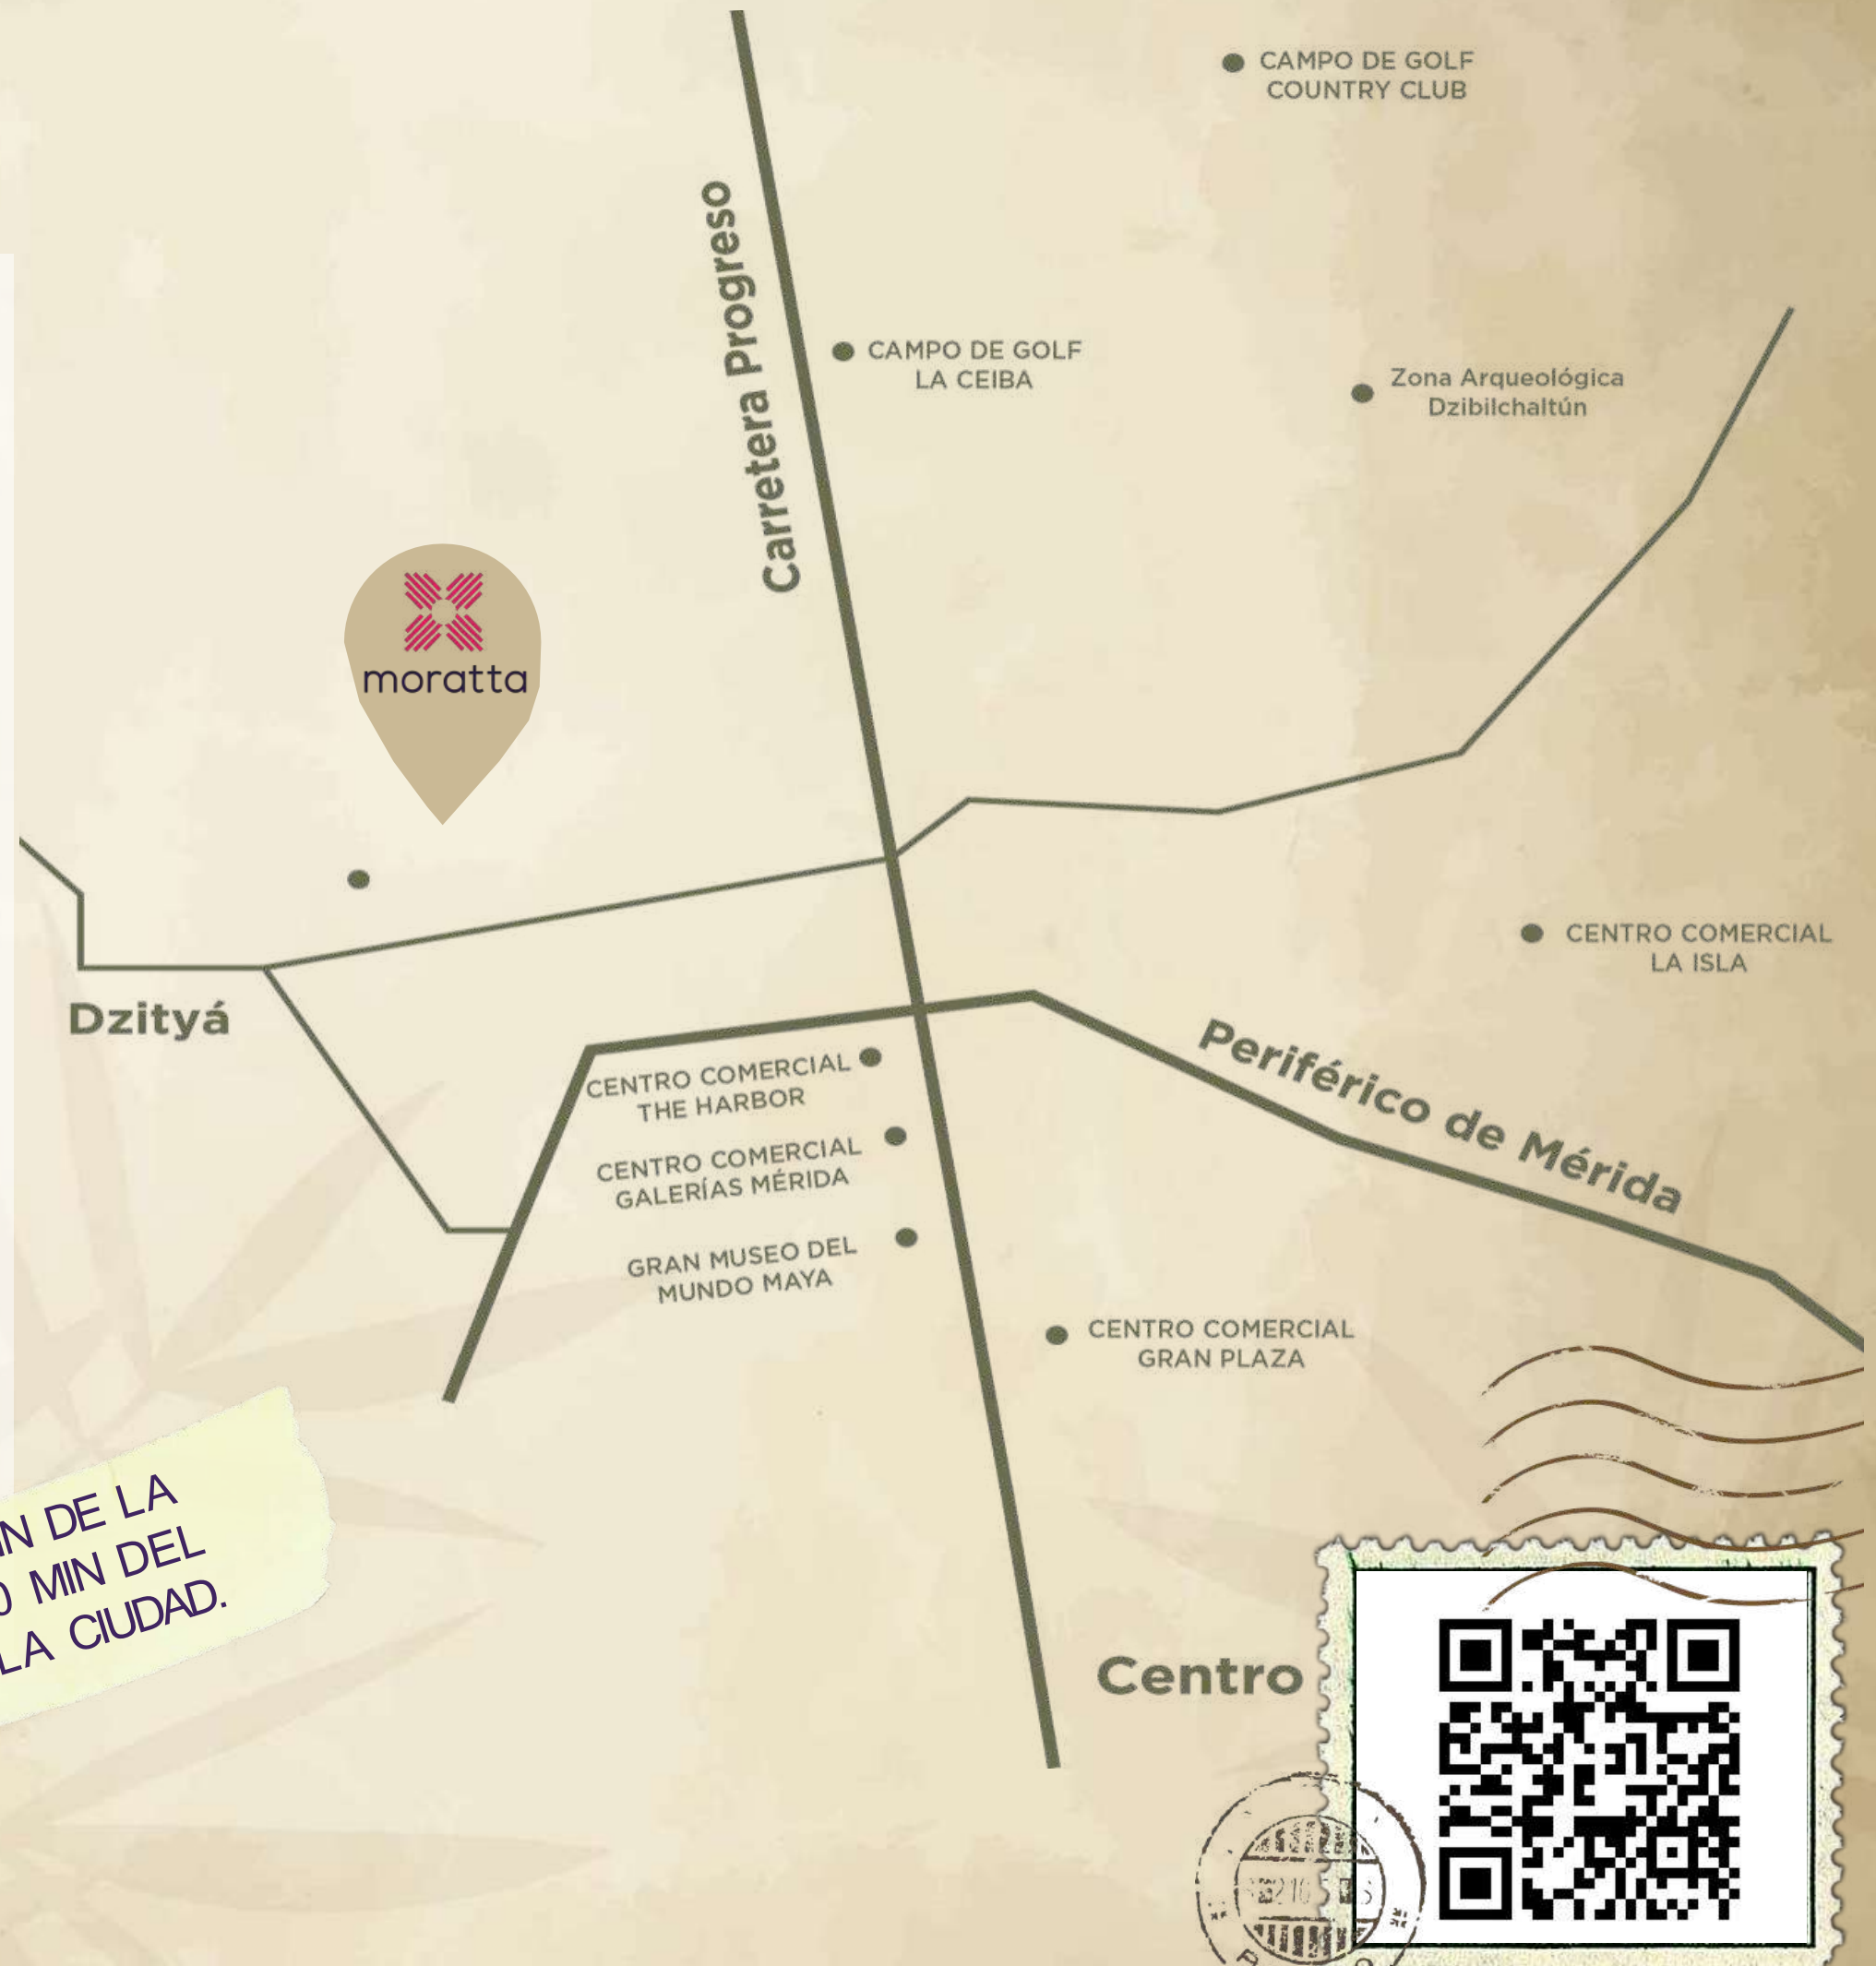 CAMPO DE GOLF
COUNTRY CLUB
Carretera Progreso
CAMPO DE GOLF
LA CEIBA
Zona Arqueológica
Dzibilchaltún
moratta
CENTRO COMERCIAL
LA ISLA
Dzityá
Periférico de Mérida
CENTRO COMERCIAL
THE HARBOR
CENTRO COMERCIAL
GALERÍAS MÉRIDA
GRAN MUSEO DEL
MUNDO MAYA
CENTRO COMERCIAL
GRAN PLAZA
DE LA
MIN DEL
LA CIUDAD.
Centro